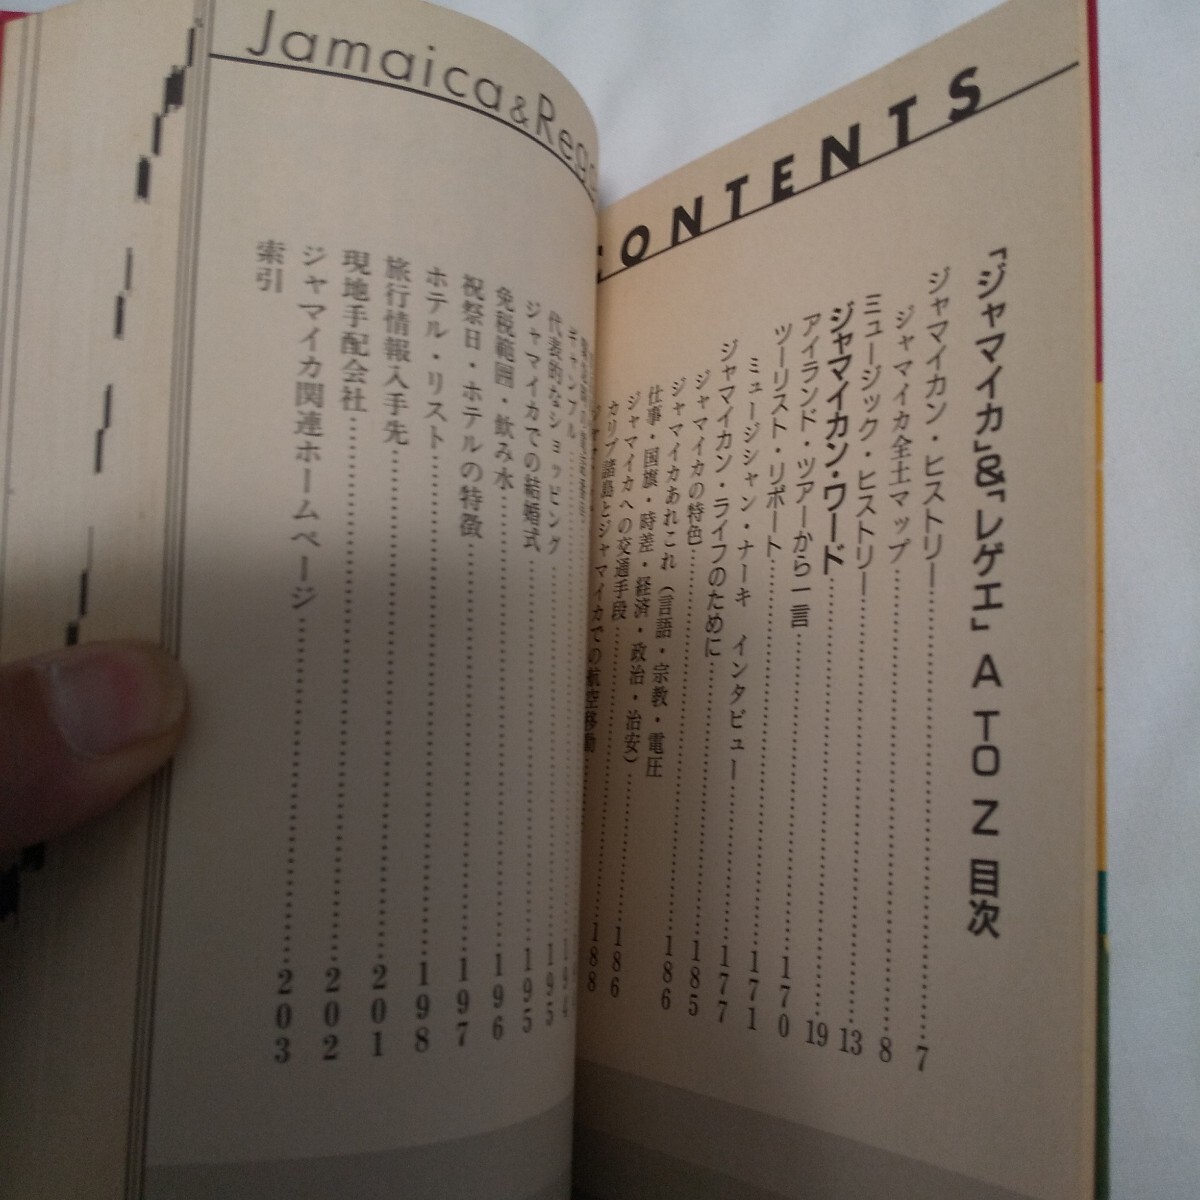 CONTENTS
「ジャマイカ」&「レゲエ」 A TO Z 目次
ジャマイカン・ヒストリー……7
ジャマイカ全土マップ……8
ミュージック・ヒストリー……13
ジャマイカン・ワード……19
アイランド・ツアーから一言……170
ツーリスト・リポート……171
ミュージシャン・ナーキ インタビュー……177
ジャマイカン・ライフのために……185
ジャマイカの特色……186
ジャマイカあれこれ(言語・宗教・電圧
仕事・国旗・時差・経済・政治・治安)……186
ジャマイカへの交通手段……188
カリブ諸島とジャマイカでの航空移動
Jamaica&Regga
ギャンブル……194
代表的なショッピング……195
ジャマイカでの結婚式……195
免税範囲・飲み水……196
祝祭日・ホテルの特徴……197
ホテル・リスト……198
旅行情報入手先……201
現地手配会社……202
ジャマイカ関連ホームページ……203
索引